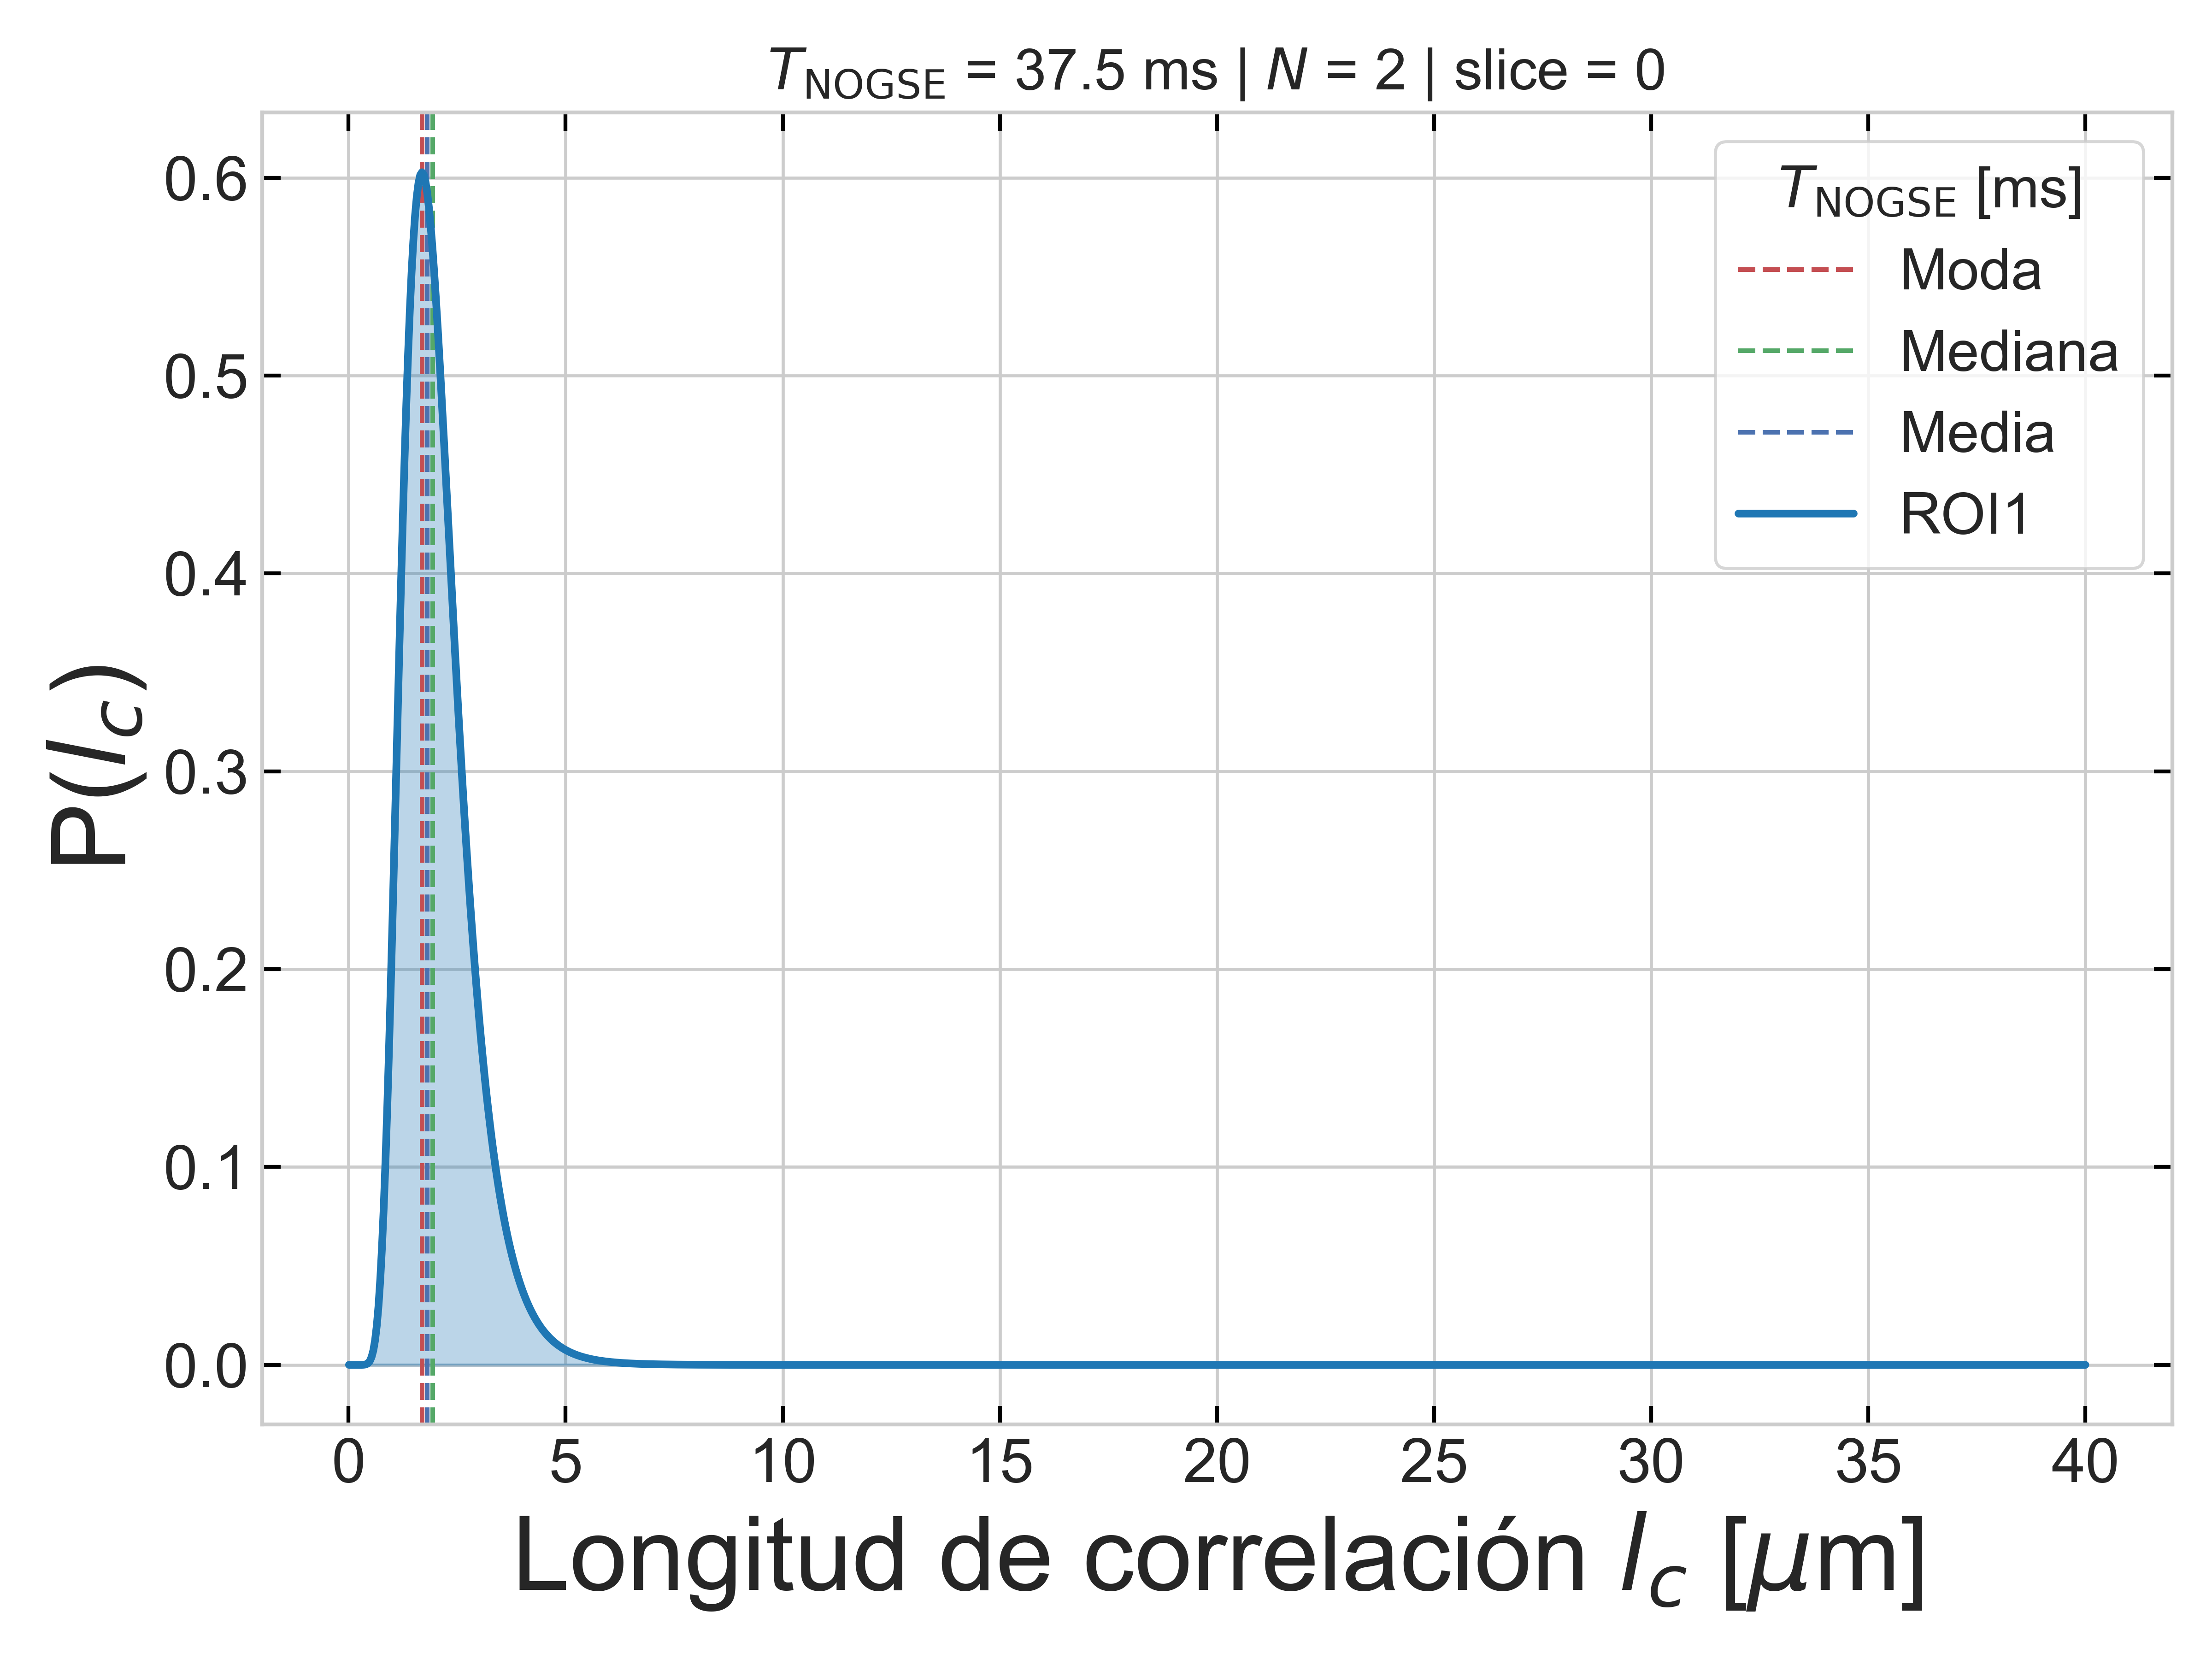 T_NOGSE = 37.5 ms | N = 2 | slice = 0
T_NOGSE [ms]
Moda
Mediana
Media
ROI1
P(l_c)
0.6
0.5
0.4
0.3
0.2
0.1
0.0
0 5 10 15 20 25 30 35 40
Longitud de correlación l_c [μm]